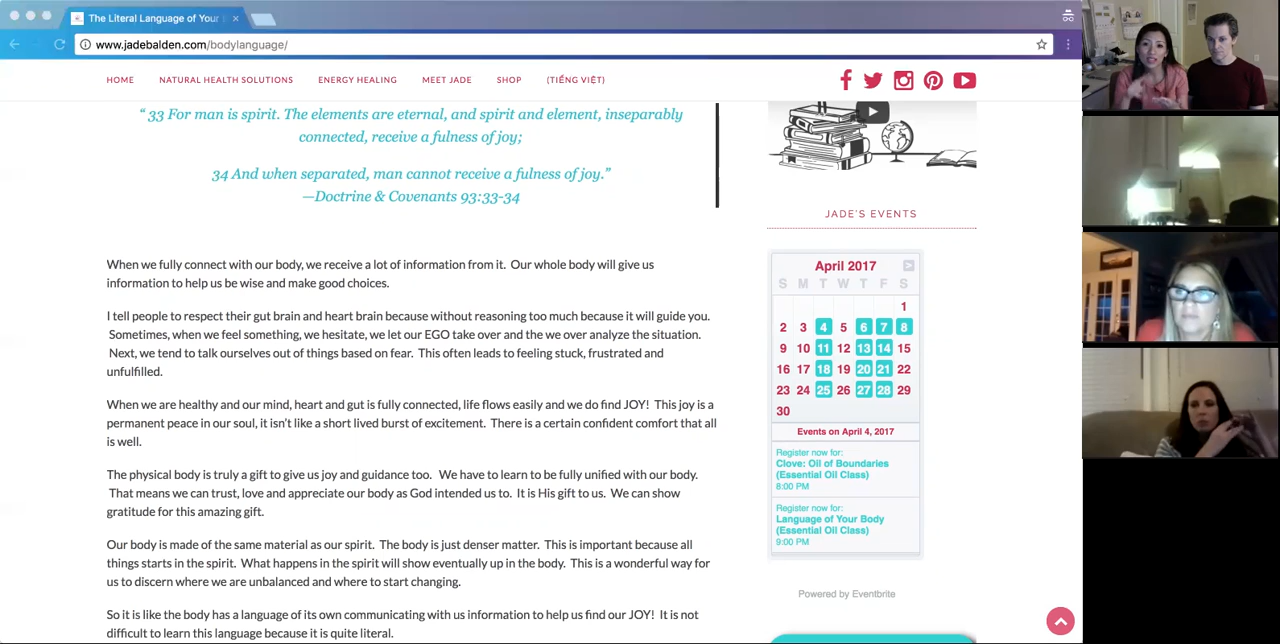 The Literal Language of Your
www.jadebalden.com/bodylanguage/
HOME NATURAL HEALTH SOLUTIONS ENERGY HEALING MEET JADE SHOP (TIẾNG VIỆT)
“ 33 For man is spirit. The elements are eternal, and spirit and element, inseparably
connected, receive a fulness of joy;
34 And when separated, man cannot receive a fulness of joy.”
—Doctrine & Covenants 93:33-34
When we fully connect with our body, we receive a lot of information from it. Our whole body will give us
information to help us be wise and make good choices.
I tell people to respect their gut brain and heart brain because without reasoning too much because it will guide you.
Sometimes, when we feel something, we hesitate, we let our EGO take over and the we over analyze the situation.
Next, we tend to talk ourselves out of things based on fear. This often leads to feeling stuck, frustrated and
unfulfilled.
When we are healthy and our mind, heart and gut is fully connected, life flows easily and we do find JOY! This joy is a
permanent peace in our soul, it isn't like a short lived burst of excitement. There is a certain confident comfort that all
is well.
The physical body is truly a gift to give us joy and guidance too. We have to learn to be fully unified with our body.
That means we can trust, love and appreciate our body as God intended us to. It is His gift to us. We can show
gratitude for this amazing gift.
Our body is made of the same material as our spirit. The body is just denser matter. This is important because all
things starts in the spirit. What happens in the spirit will show eventually up in the body. This is a wonderful way for
us to discern where we are unbalanced and where to start changing.
So it is like the body has a language of its own communicating with us information to help us find our JOY! It is not
difficult to learn this language because it is quite literal.
JADE'S EVENTS
April 2017 >
S M T W T F S
1
2 3 4 5 6 7 8
9 10 11 12 13 14 15
16 17 18 19 20 21 22
23 24 25 26 27 28 29
30
Events on April 4, 2017
Register now for:
Clove: Oil of Boundaries
(Essential Oil Class)
8:00 PM
Register now for:
Language of Your Body
(Essential Oil Class)
9:00 PM
Powered by Eventbrite